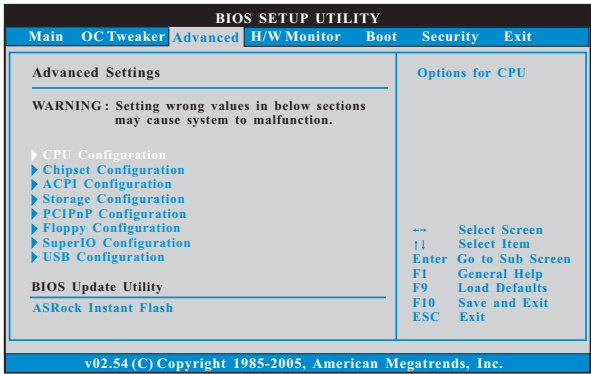 BIOS SETUP UTILITY
Main OC Tweaker Advanced H/W Monitor Boot Security Exit
Advanced Settings
WARNING : Setting wrong values in below sections
may cause system to malfunction.
CPU Configuration
Chipset Configuration
ACPI Configuration
Storage Configuration
PCIPnP Configuration
Floppy Configuration
SuperIO Configuration
USB Configuration
BIOS Update Utility
ASRock Instant Flash
Options for CPU
←→ Select Screen
↑↓ Select Item
Enter Go to Sub Screen
F1 General Help
F9 Load Defaults
F10 Save and Exit
ESC Exit
v02.54 (C) Copyright 1985-2005, American Megatrends, Inc.